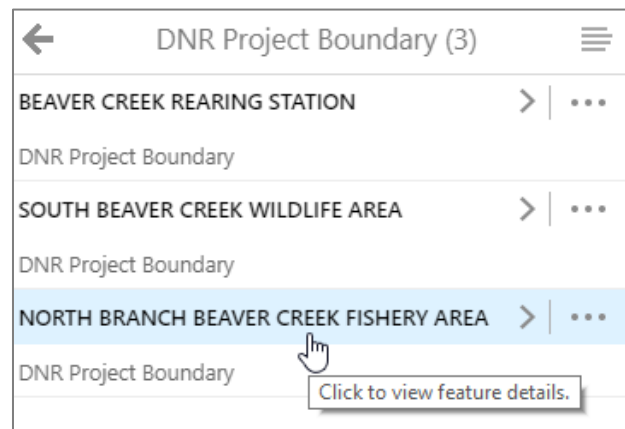 DNR Project Boundary (3)
BEAVER CREEK REARING STATION
DNR Project Boundary
SOUTH BEAVER CREEK WILDLIFE AREA
DNR Project Boundary
NORTH BRANCH BEAVER CREEK FISHERY AREA
DNR Project Boundary
Click to view feature details.